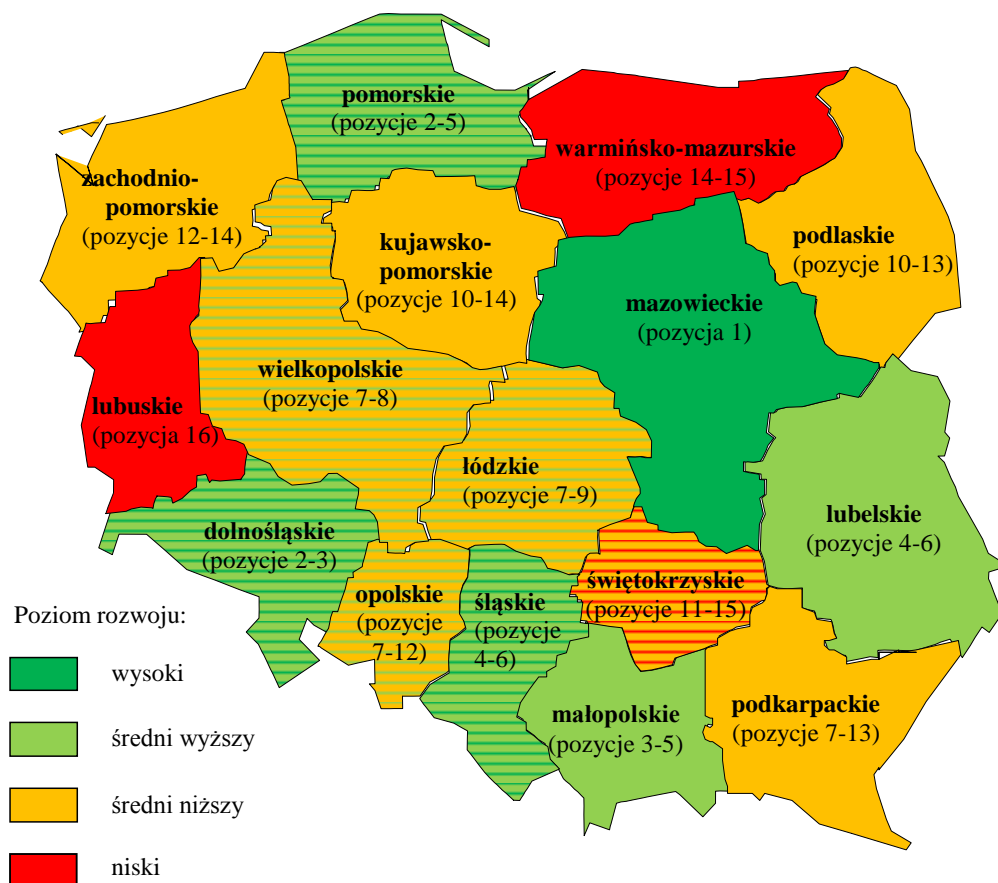 pomorskie
(pozycje 2-5)
warmińsko-mazurskie
(pozycje 14-15)
zachodnio-
pomorskie
(pozycje 12-14)
kujawsko-
pomorskie
(pozycje 10-14)
podlaskie
(pozycje 10-13)
mazowieckie
(pozycja 1)
wielkopolskie
(pozycje 7-8)
lubuskie
(pozycja 16)
łódzkie
(pozycje 7-9)
lubelskie
(pozycje 4-6)
dolnośląskie
(pozycje 2-3)
opolskie
(pozycje
7-12)
śląskie
(pozycje
4-6)
świętokrzyskie
(pozycje 11-15)
małopolskie
(pozycje 3-5)
podkarpackie
(pozycje 7-13)
Poziom rozwoju:
wysoki
średni wyższy
średni niższy
niski